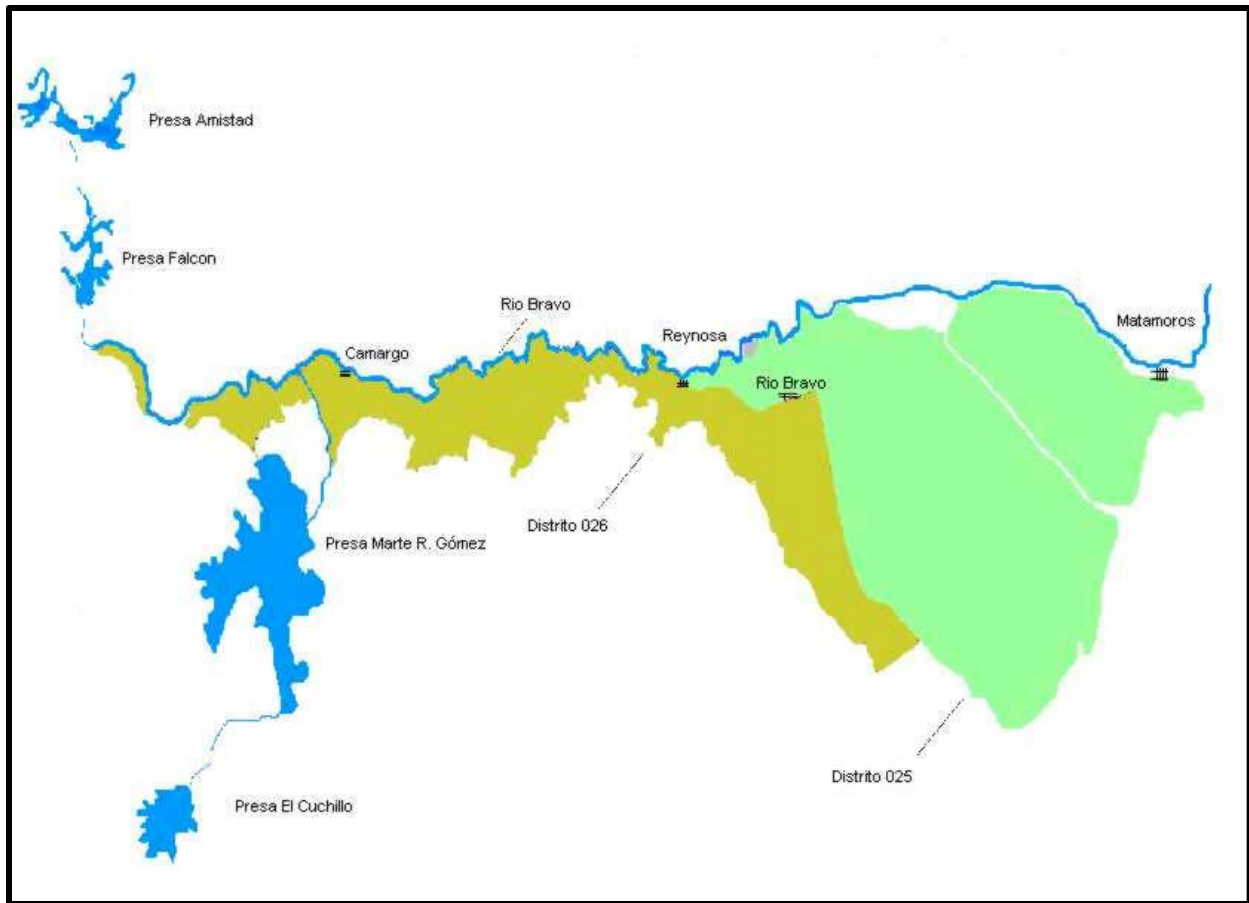 Presa Amistad
Presa Falcon
Rio Bravo
Camargo
Reynosa
Matamoros
Rio Bravo
Distrito 026
Presa Marte R. Gómez
Distrito 025
Presa El Cuchillo